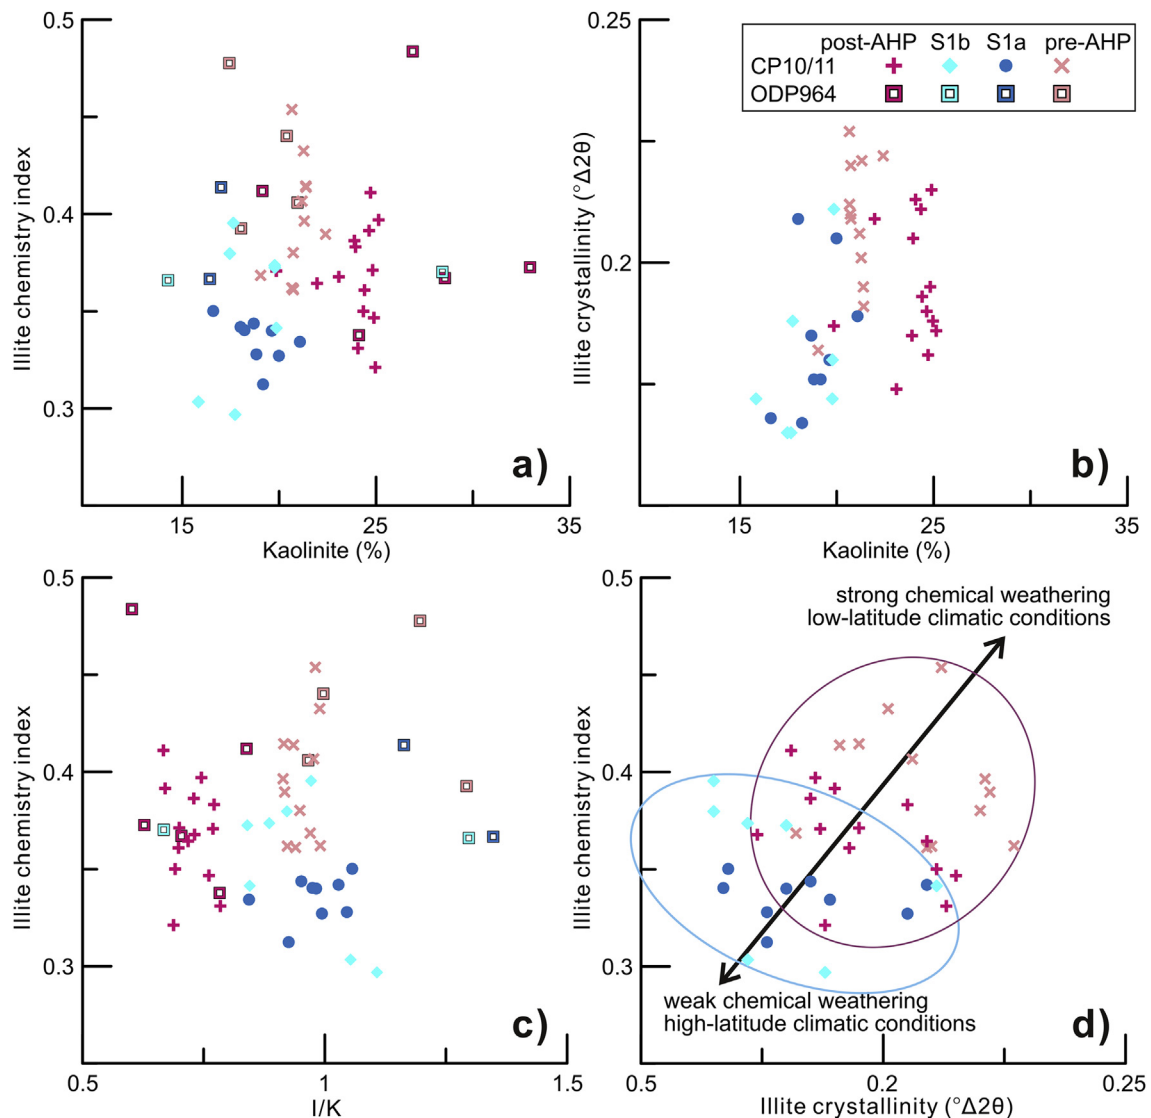 0.5
0.4
0.3
Illite chemistry index
15
25
35
Kaolinite (%)
a)
0.25
0.2
Illite crystallinity (°Δ2θ)
post-AHP S1b S1a pre-AHP
CP10/11
ODP964
15
25
35
Kaolinite (%)
b)
0.5
0.4
0.3
Illite chemistry index
0.5
1
1.5
I/K
c)
0.5
0.4
0.3
Illite chemistry index
strong chemical weathering
low-latitude climatic conditions
weak chemical weathering
high-latitude climatic conditions
d)
0.5
0.2
0.25
Illite crystallinity (°Δ2θ)